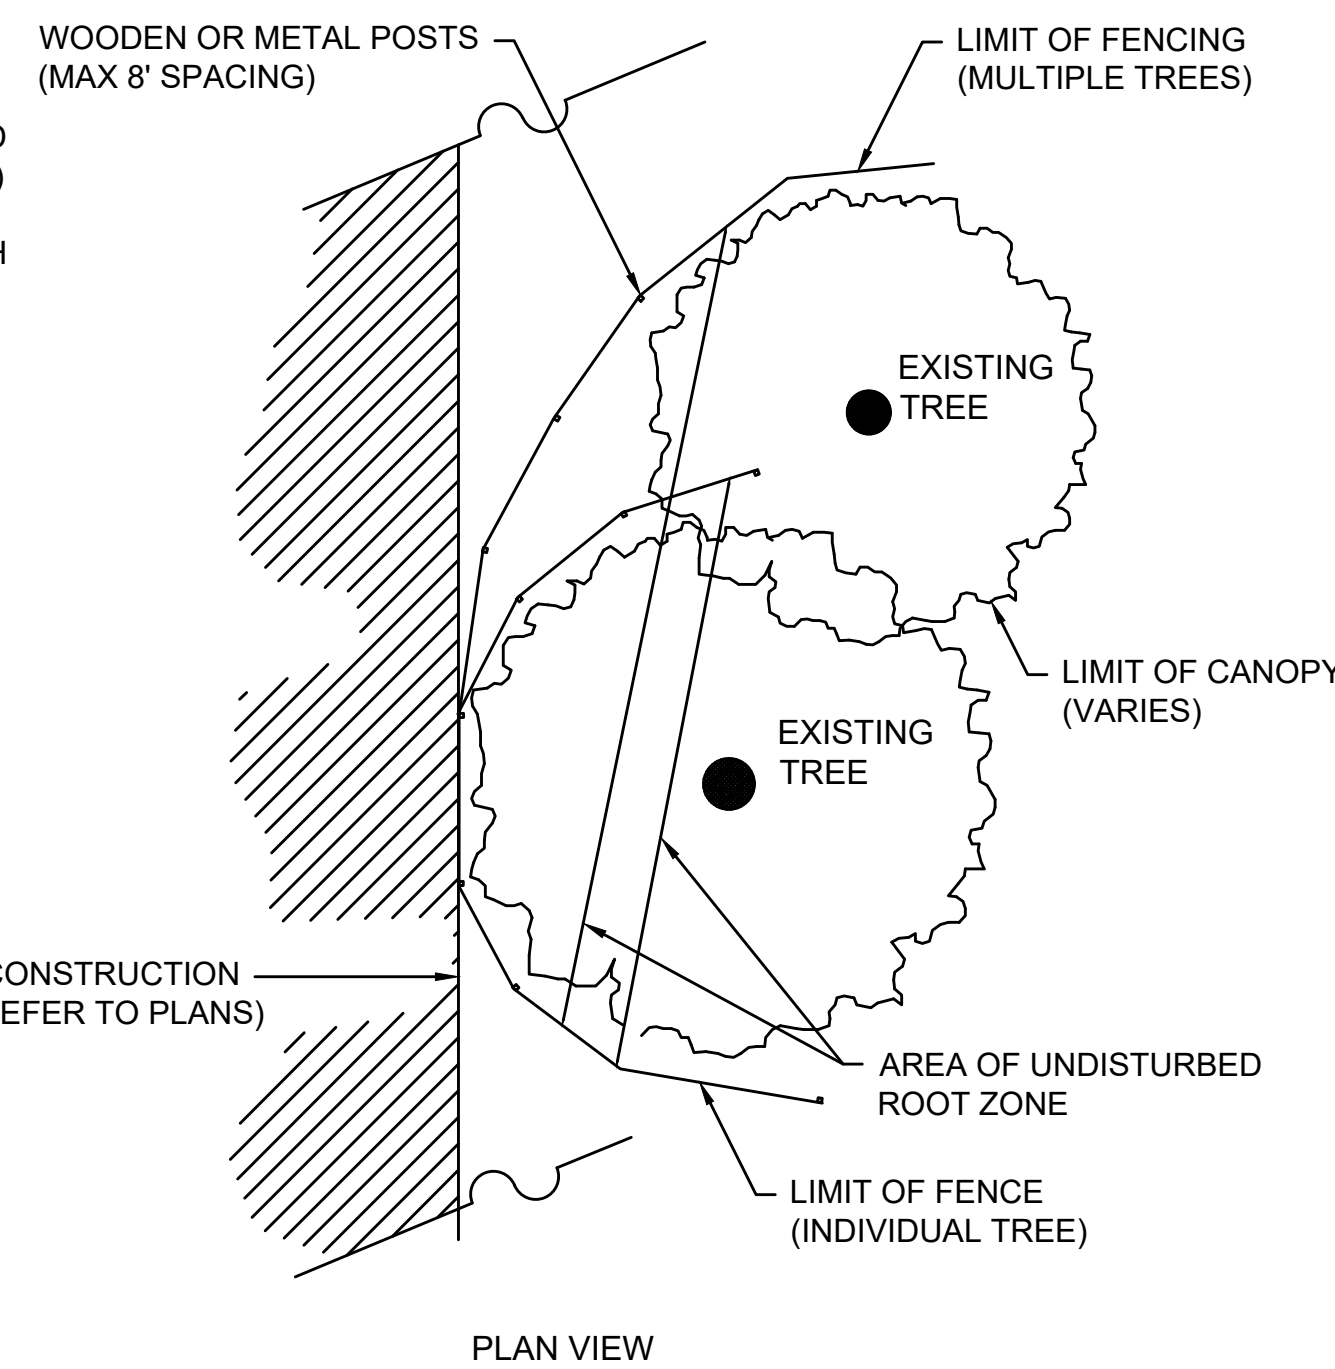 WOODEN OR METAL POSTS
(MAX 8' SPACING)
LIMIT OF FENCING
(MULTIPLE TREES)
EXISTING
TREE
LIMIT OF CANOPY
(VARIES)
EXISTING
TREE
CONSTRUCTION
EFER TO PLANS)
AREA OF UNDISTURBED
ROOT ZONE
LIMIT OF FENCE
(INDIVIDUAL TREE)
PLAN VIEW